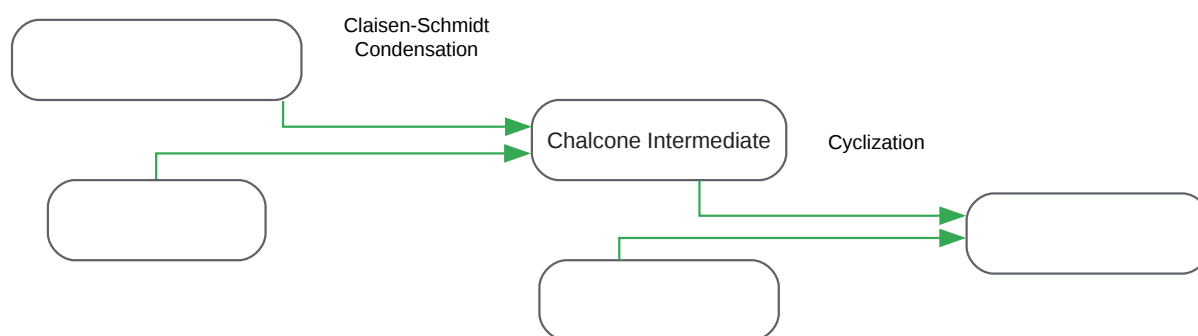 Claisen-Schmidt
Condensation
Chalcone Intermediate
Cyclization